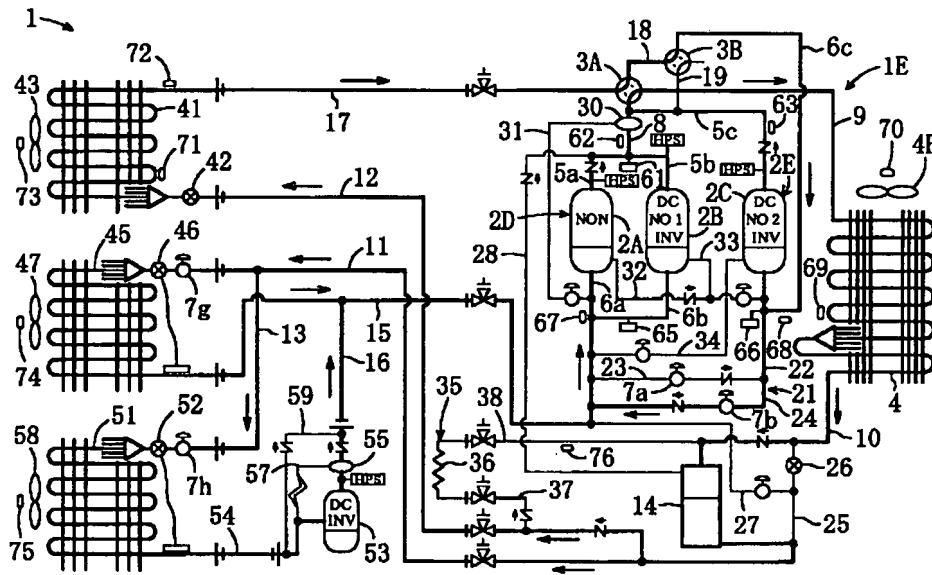 1
72
18
3B
6c
3A
1E
43
41
17
30
19
63
9
70
4F
31
62
8
5c
HPS
71
42
5a
HPS
61
5b
HPS
2C
2E
73
12
2D
NON
DC
NO 1
INV
2B
DC
NO 2
INV
45
46
11
28
2A
33
69
47
7g
32
6a
6b
13
15
67
65
34
66
68
74
16
23
7a
22
21
7b
24
4
51
52
59
35
38
10
58
57
55
76
26
7h
HPS
36
37
14
27
25
75
54
DC
INV
53